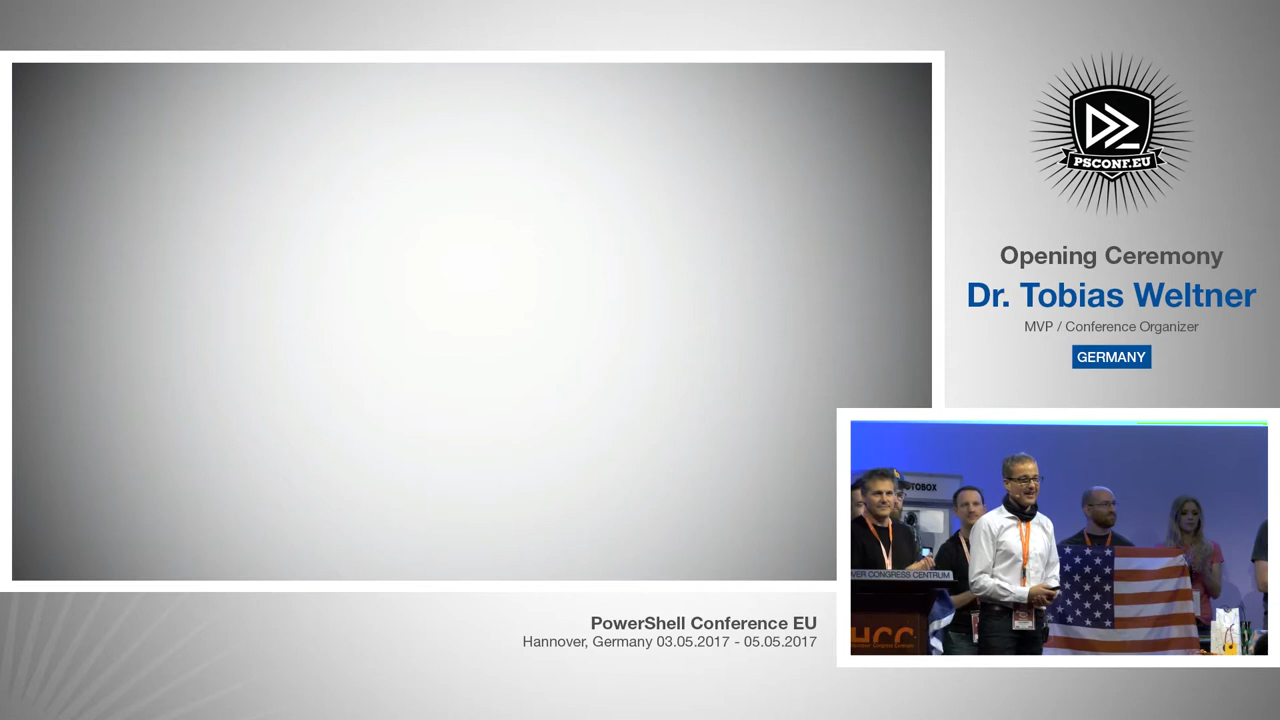 PSCONF.EU
Opening Ceremony
Dr. Tobias Weltner
MVP / Conference Organizer
GERMANY
PowerShell Conference EU
Hannover, Germany 03.05.2017 - 05.05.2017
OTOBOX
VER CONGRESS CENTRUM
HCC